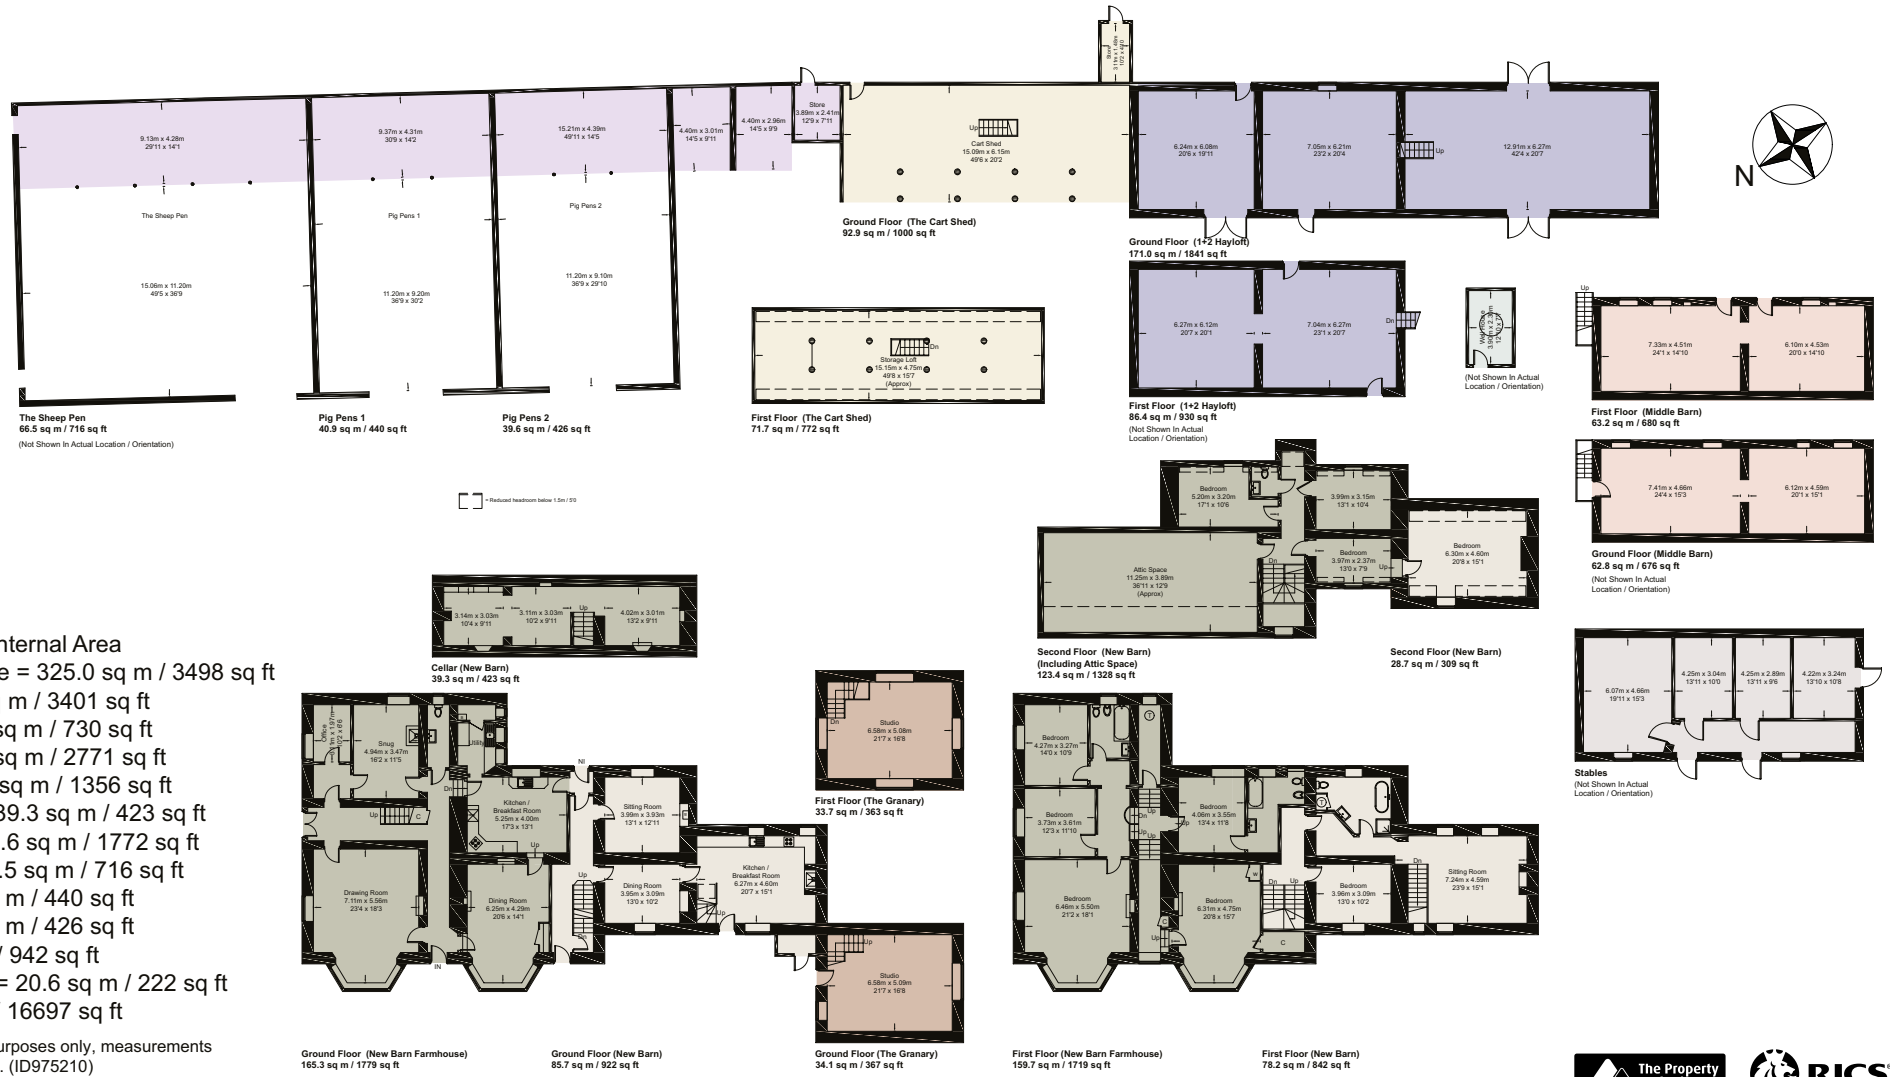 Store
3.11m x 1.48m
10'2 x 4'10
9.13m x 4.28m
29'11 x 14'1
9.37m x 4.31m
30'9 x 14'2
15.21m x 4.39m
49'11 x 14'5
4.40m x 3.01m
14'5 x 9'11
4.40m x 2.96m
14'5 x 9'9
Store
3.89m x 2.41m
12'9 x 7'11
Up
Cart Shed
15.09m x 6.15m
49'6 x 20'2
6.24m x 6.08m
20'6 x 19'11
7.05m x 6.21m
23'2 x 20'4
Up
12.91m x 6.27m
42'4 x 20'7
N
The Sheep Pen
Pig Pens 1
Pig Pens 2
15.06m x 11.20m
49'5 x 36'9
11.20m x 9.20m
36'9 x 30'2
11.20m x 9.10m
36'9 x 29'10
Ground Floor (The Cart Shed)
92.9 sq m / 1000 sq ft
Ground Floor (1+2 Hayloft)
171.0 sq m / 1841 sq ft
The Sheep Pen
66.5 sq m / 716 sq ft
(Not Shown In Actual Location / Orientation)
Pig Pens 1
40.9 sq m / 440 sq ft
Pig Pens 2
39.6 sq m / 426 sq ft
Dn
Storage Loft
15.15m x 4.75m
49'8 x 15'7
(Approx)
First Floor (The Cart Shed)
71.7 sq m / 772 sq ft
6.27m x 6.12m
20'7 x 20'1
7.04m x 6.27m
23'1 x 20'7
Dn
First Floor (1+2 Hayloft)
86.4 sq m / 930 sq ft
(Not Shown In Actual
Location / Orientation)
(Not Shown In Actual
Location / Orientation)
Up
7.33m x 4.51m
24'1 x 14'10
6.10m x 4.53m
20'0 x 14'10
First Floor (Middle Barn)
63.2 sq m / 680 sq ft
7.41m x 4.66m
24'4 x 15'3
6.12m x 4.59m
20'1 x 15'1
Ground Floor (Middle Barn)
62.8 sq m / 676 sq ft
(Not Shown In Actual
Location / Orientation)
= Reduced headroom below 1.5m / 5'0
Bedroom
5.20m x 3.20m
17'1 x 10'6
3.99m x 3.15m
13'1 x 10'4
Bedroom
3.97m x 2.37m
13'0 x 7'9
Up
Dn
Bedroom
6.30m x 4.60m
20'8 x 15'1
Attic Space
11.25m x 3.89m
36'11 x 12'9
(Approx)
Second Floor (New Barn)
(Including Attic Space)
123.4 sq m / 1328 sq ft
Second Floor (New Barn)
28.7 sq m / 309 sq ft
3.14m x 3.03m
10'4 x 9'11
3.11m x 3.03m
10'2 x 9'11
Up
4.02m x 3.01m
13'2 x 9'11
Cellar (New Barn)
39.3 sq m / 423 sq ft
6.07m x 4.66m
19'11 x 15'3
4.25m x 3.04m
13'11 x 10'0
4.25m x 2.89m
13'11 x 9'6
4.22m x 3.24m
13'10 x 10'8
Stables
(Not Shown In Actual
Location / Orientation)
nternal Area
e = 325.0 sq m / 3498 sq ft
m / 3401 sq ft
sq m / 730 sq ft
sq m / 2771 sq ft
sq m / 1356 sq ft
39.3 sq m / 423 sq ft
.6 sq m / 1772 sq ft
.5 sq m / 716 sq ft
m / 440 sq ft
m / 426 sq ft
/ 942 sq ft
= 20.6 sq m / 222 sq ft
16697 sq ft
urposes only, measurements
. (ID975210)
Office
Snug
4.94m x 3.47m
16'2 x 11'5
Utility
Dn
Up
C
Kitchen /
Breakfast Room
5.25m x 4.00m
17'3 x 13'1
Up
NI
Sitting Room
3.99m x 3.93m
13'1 x 12'11
Drawing Room
7.11m x 5.56m
23'4 x 18'3
Dining Room
6.25m x 4.29m
20'6 x 14'1
Up
Dn
IN
Dining Room
3.95m x 3.09m
13'0 x 10'2
Kitchen /
Breakfast Room
6.27m x 4.60m
20'7 x 15'1
Up
Ground Floor (New Barn Farmhouse)
165.3 sq m / 1779 sq ft
Ground Floor (New Barn)
85.7 sq m / 922 sq ft
Dn
Studio
6.58m x 5.08m
21'7 x 16'8
First Floor (The Granary)
33.7 sq m / 363 sq ft
Up
Studio
6.58m x 5.09m
21'7 x 16'8
Ground Floor (The Granary)
34.1 sq m / 367 sq ft
Bedroom
4.27m x 3.27m
14'0 x 10'9
T
Bedroom
3.73m x 3.61m
12'3 x 11'10
Up
Dn
Up
Up
Up
Bedroom
4.06m x 3.55m
13'4 x 11'8
T
Bedroom
6.46m x 5.50m
21'2 x 18'1
Bedroom
6.31m x 4.75m
20'8 x 15'7
W
C
Up
Dn
Up
C
Bedroom
3.96m x 3.09m
13'0 x 10'2
Dn
Sitting Room
7.24m x 4.59m
23'9 x 15'1
First Floor (New Barn Farmhouse)
159.7 sq m / 1719 sq ft
First Floor (New Barn)
78.2 sq m / 842 sq ft
The Property
RICS